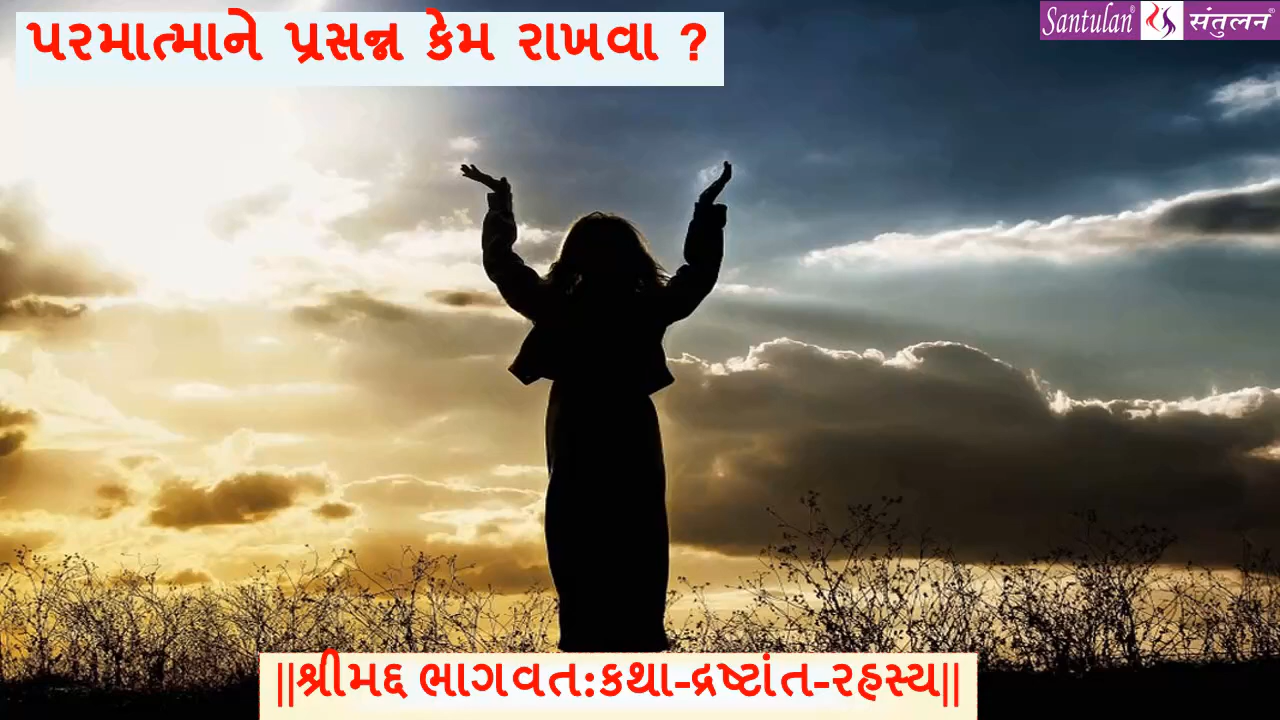 પરમાત્માને પ્રસન્ન કેમ રાખવા ?
Santulan® संतुलन®
||શ્રીમદ્દ ભાગવત:કથા-દ્રષ્ટાંત-રહસ્ય||